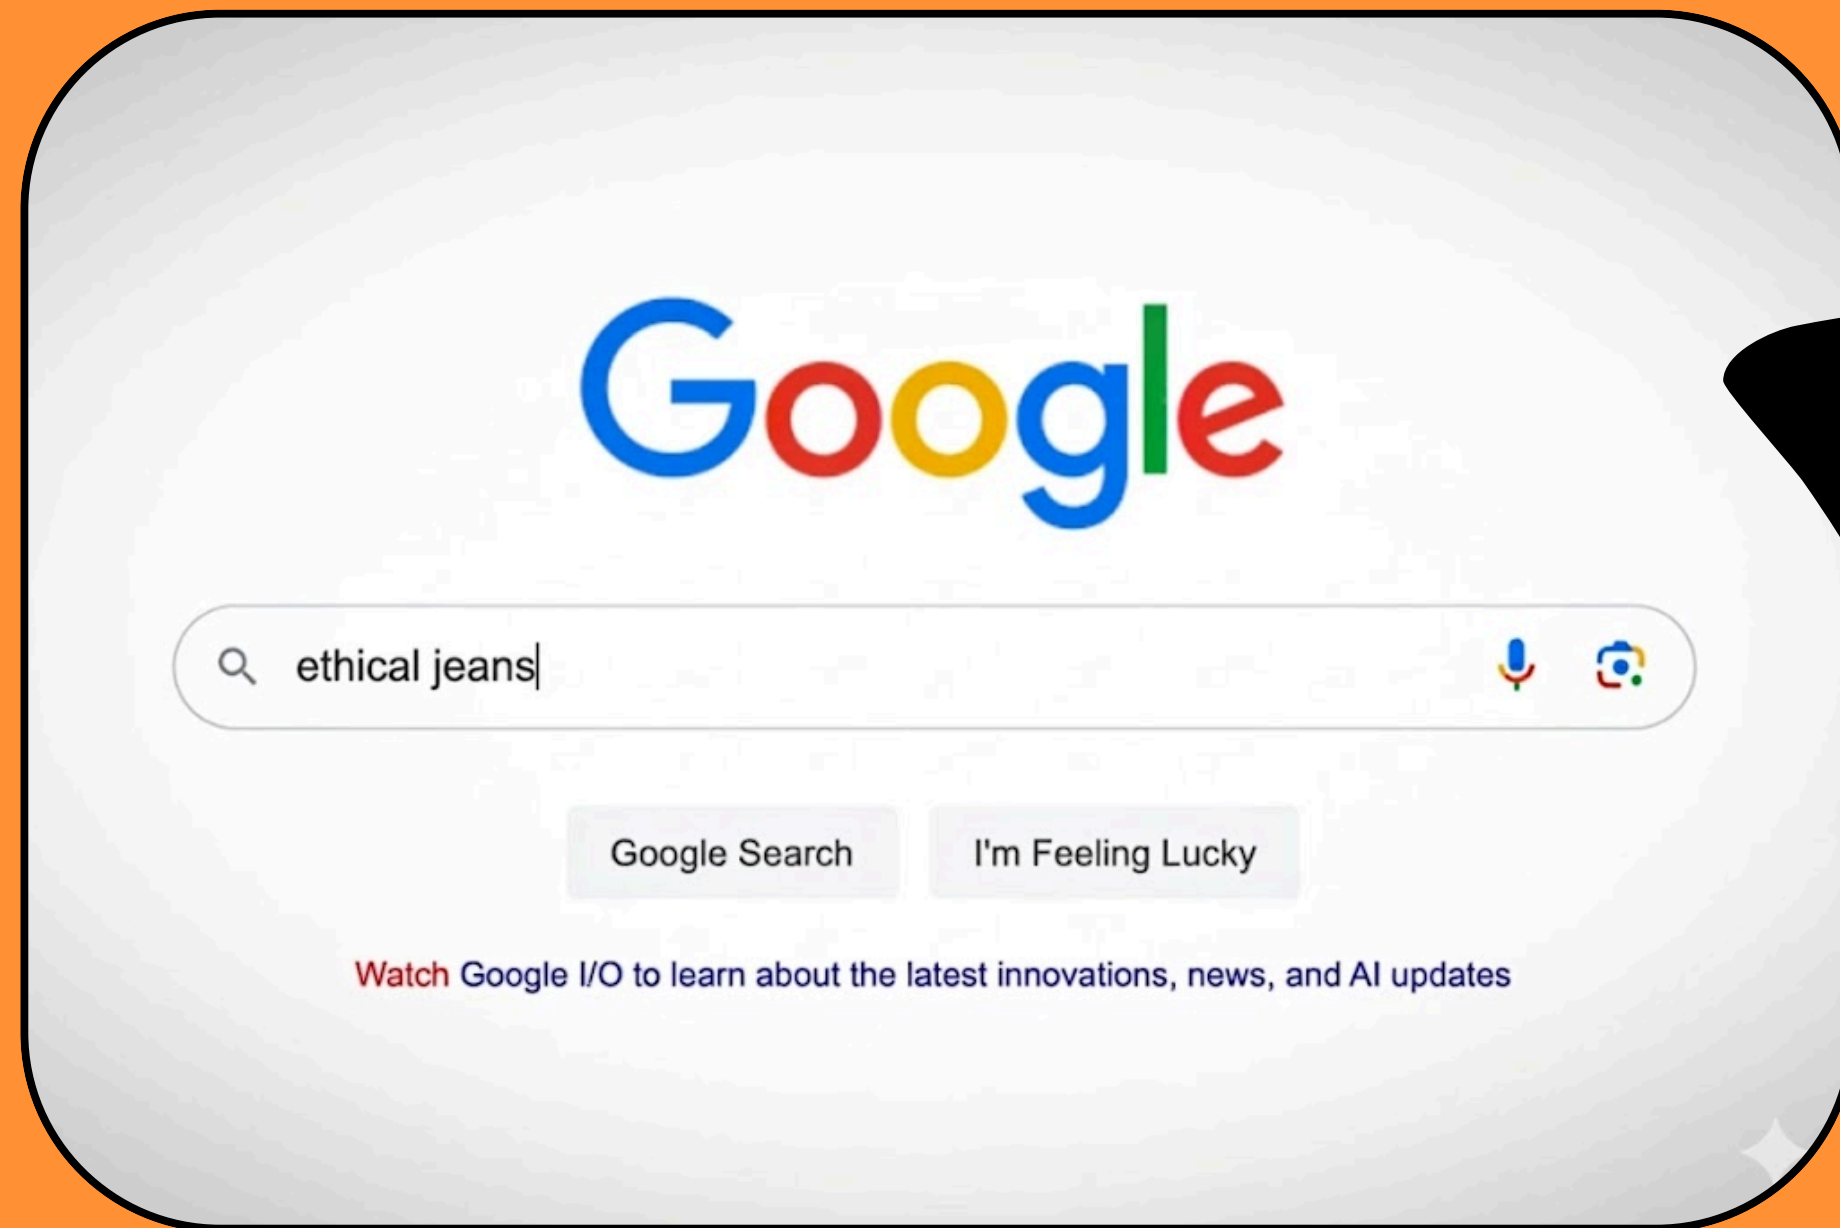 Google
ethical jeans
Google Search
I'm Feeling Lucky
Watch Google I/O to learn about the latest innovations, news, and AI updates